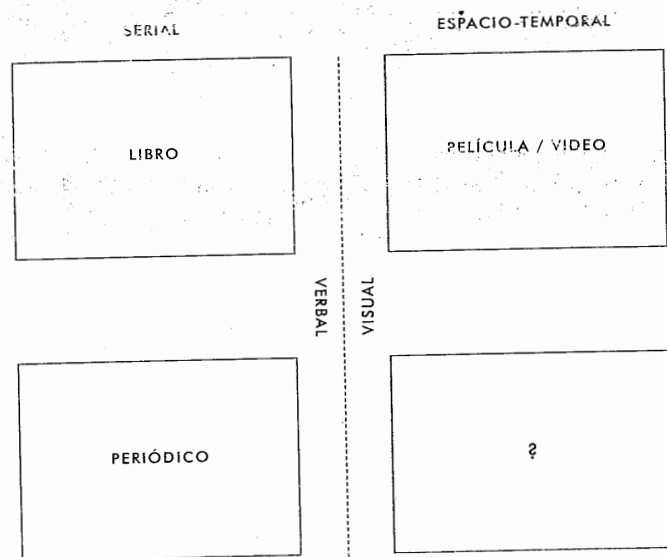 SERIAL
ESPACIO-TEMPORAL
LIBRO
PELÍCULA / VIDEO
VERBAL
VISUAL
PERIÓDICO
?